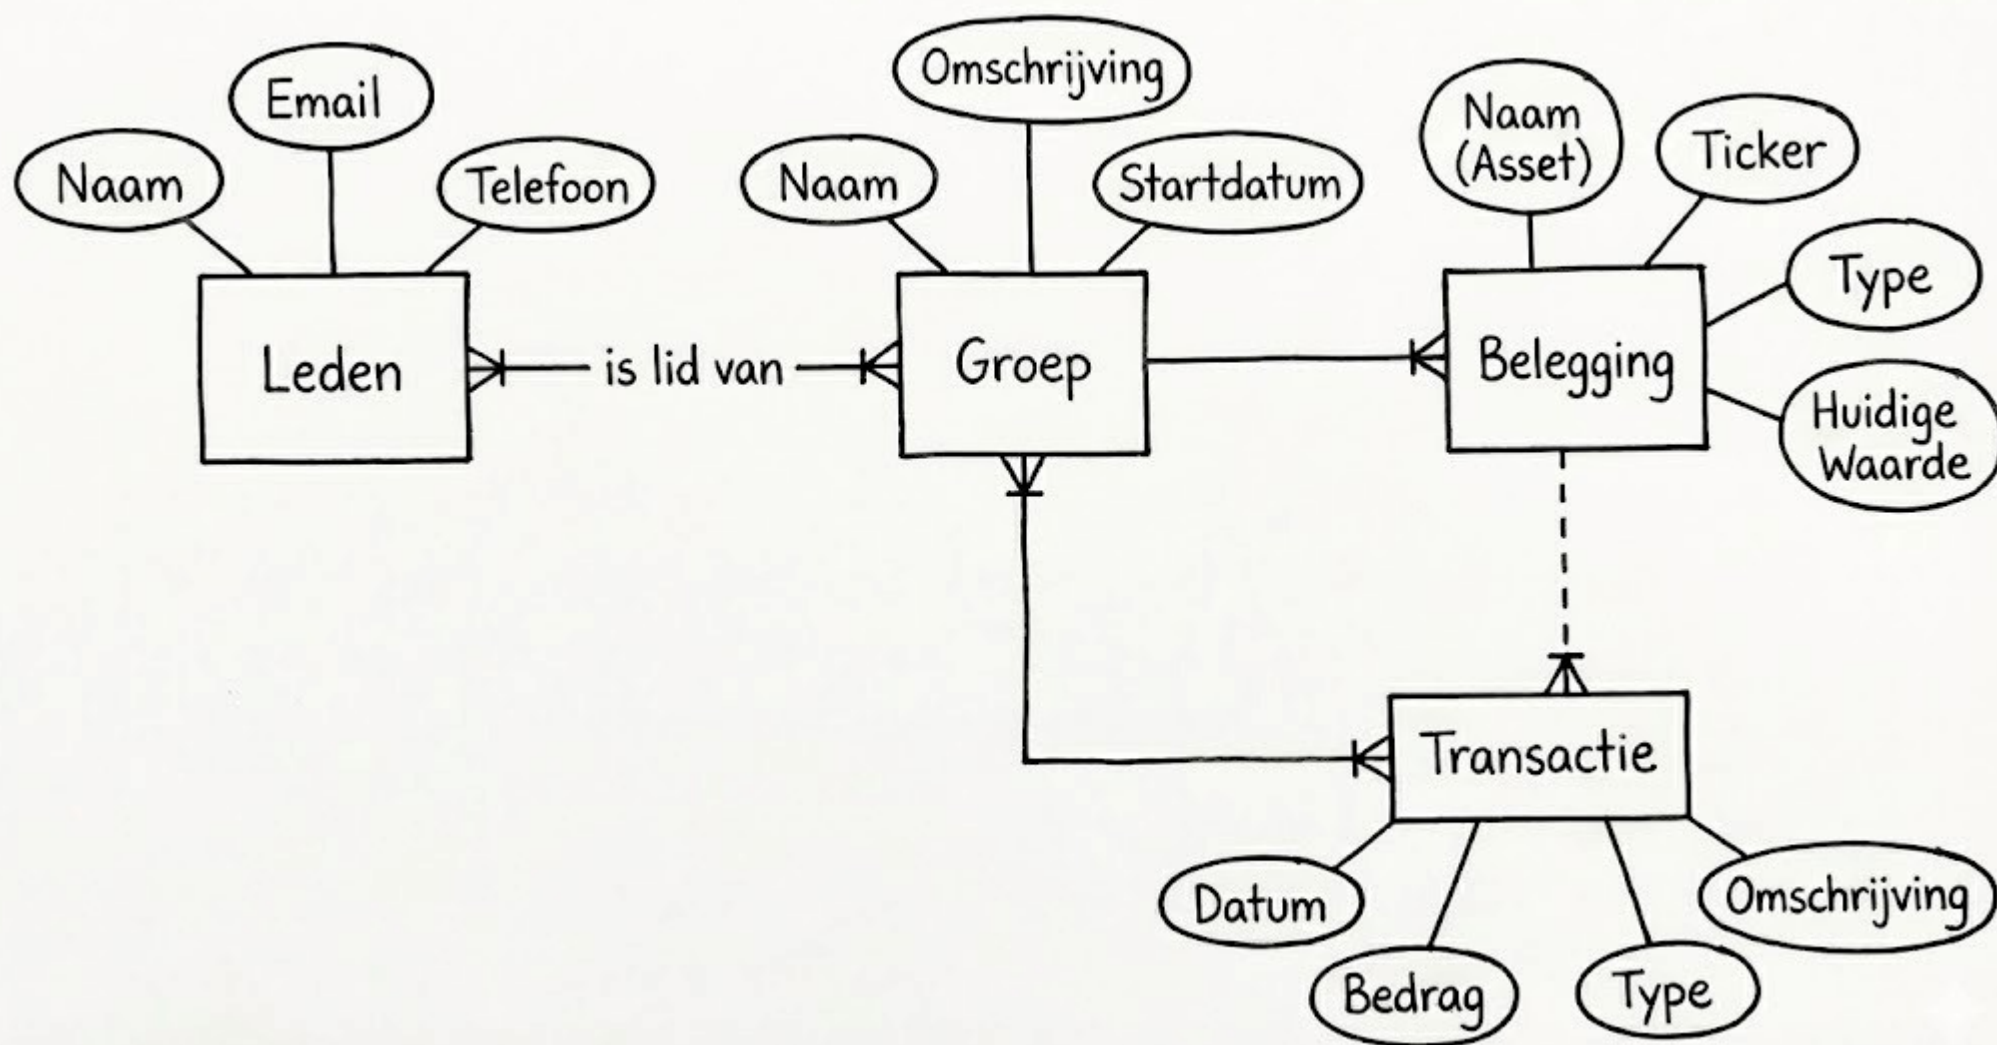 Omschrijving
Email
Naam
(Asset)
Ticker
Naam
Telefoon
Naam
Startdatum
Type
Leden
is lid van
Groep
Belegging
Huidige
Waarde
Transactie
Datum
Omschrijving
Bedrag
Type